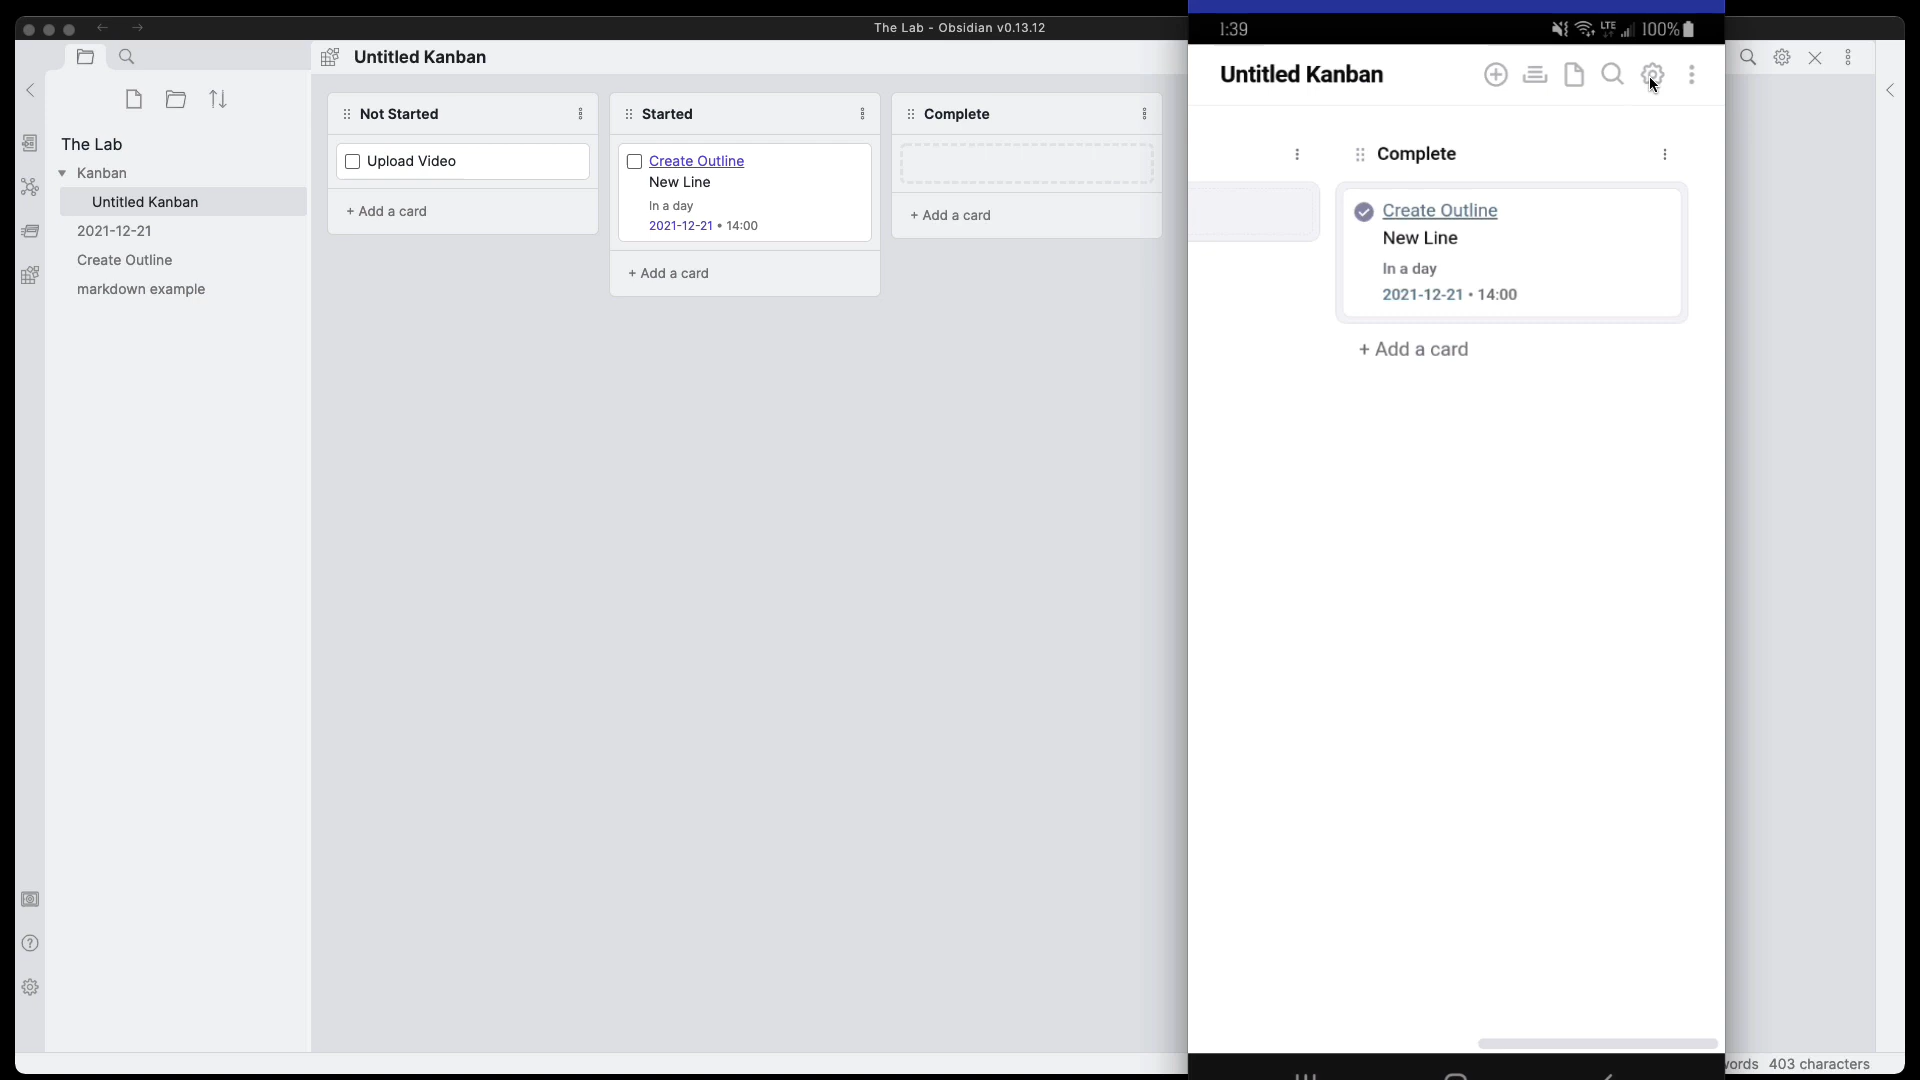 The Lab - Obsidian v0.13.12
Untitled Kanban
The Lab
Kanban
Untitled Kanban
2021-12-21
Create Outline
markdown example
Not Started
Upload Video
+ Add a card
Started
Create Outline
New Line
In a day
2021-12-21 • 14:00
+ Add a card
Complete
+ Add a card
1:39
LTE
100%
Untitled Kanban
Complete
Create Outline
New Line
In a day
2021-12-21 • 14:00
+ Add a card
403 characters